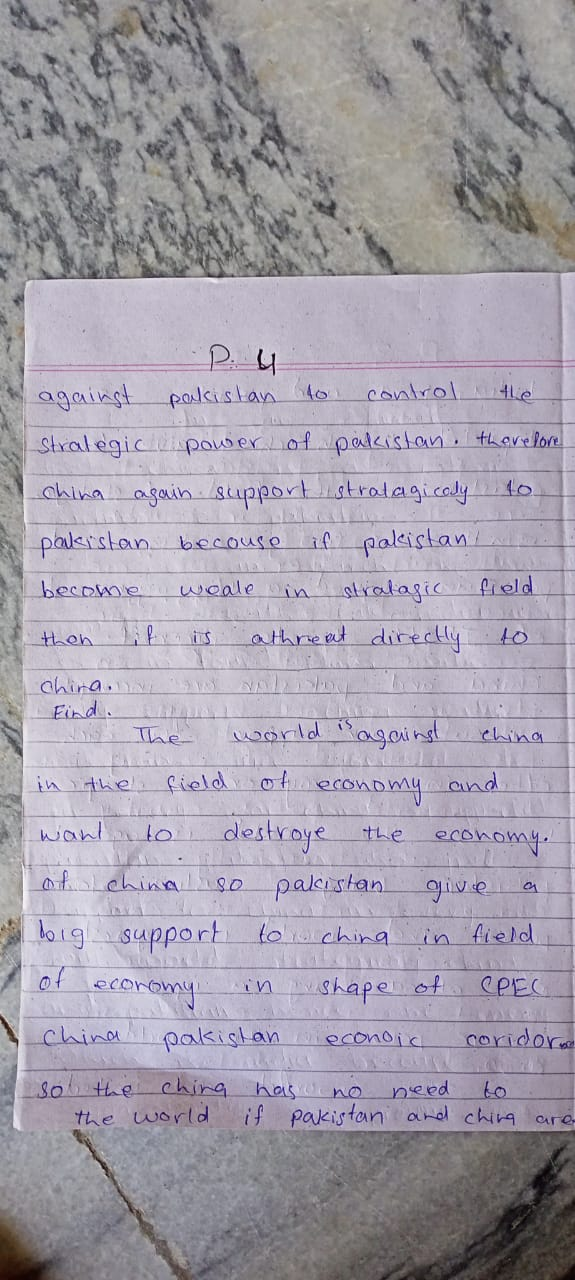 P. 4
against pakistan to control the
strategic power of pakistan. therefore
china again support stratagicaly to
pakistan becouse if pakistan
become weale in stratagic field
then if is athreat directly to
china.
Eind.
The world is against china
in the field of economy and
want to destroye the economy.
of china so pakistan give a
big support to china in field
of economy in shape of CPEC
china pakistan econoic coridor
so the china has no need to
the world if pakistan and china are